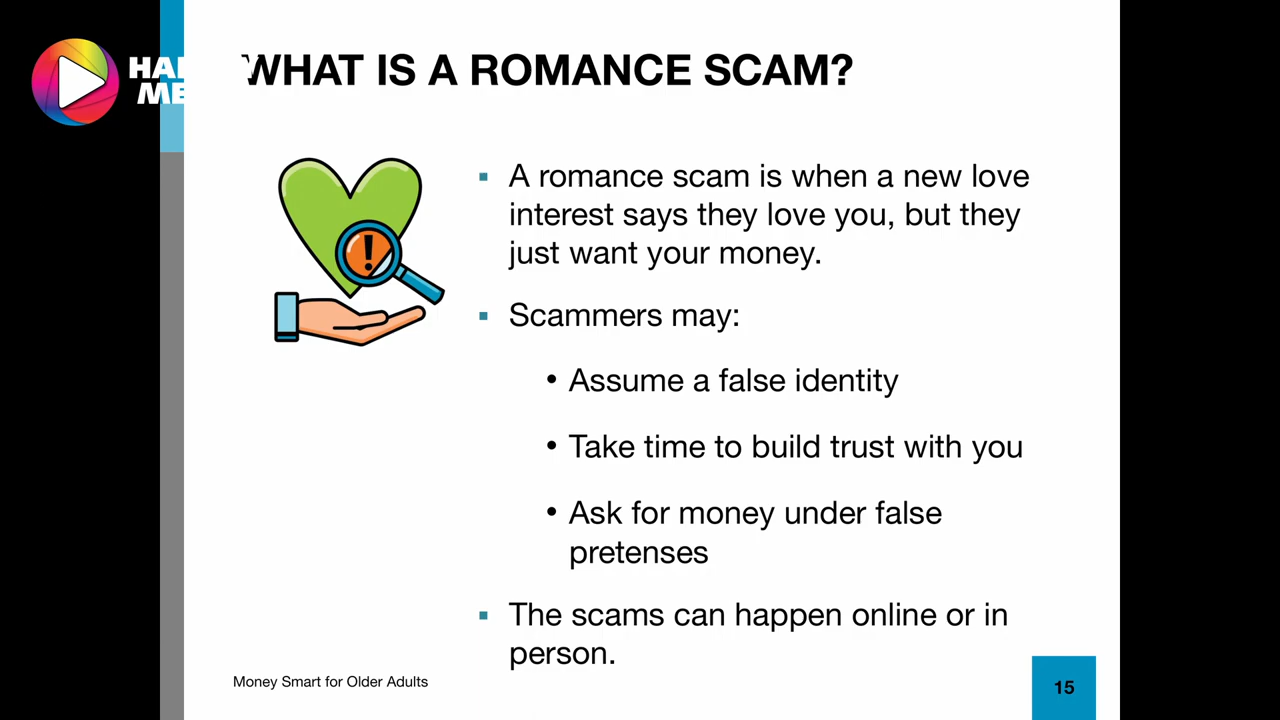 WHAT IS A ROMANCE SCAM?
▪ A romance scam is when a new love
interest says they love you, but they
just want your money.
▪ Scammers may:
• Assume a false identity
• Take time to build trust with you
• Ask for money under false
pretenses
▪ The scams can happen online or in
person.
Money Smart for Older Adults
15